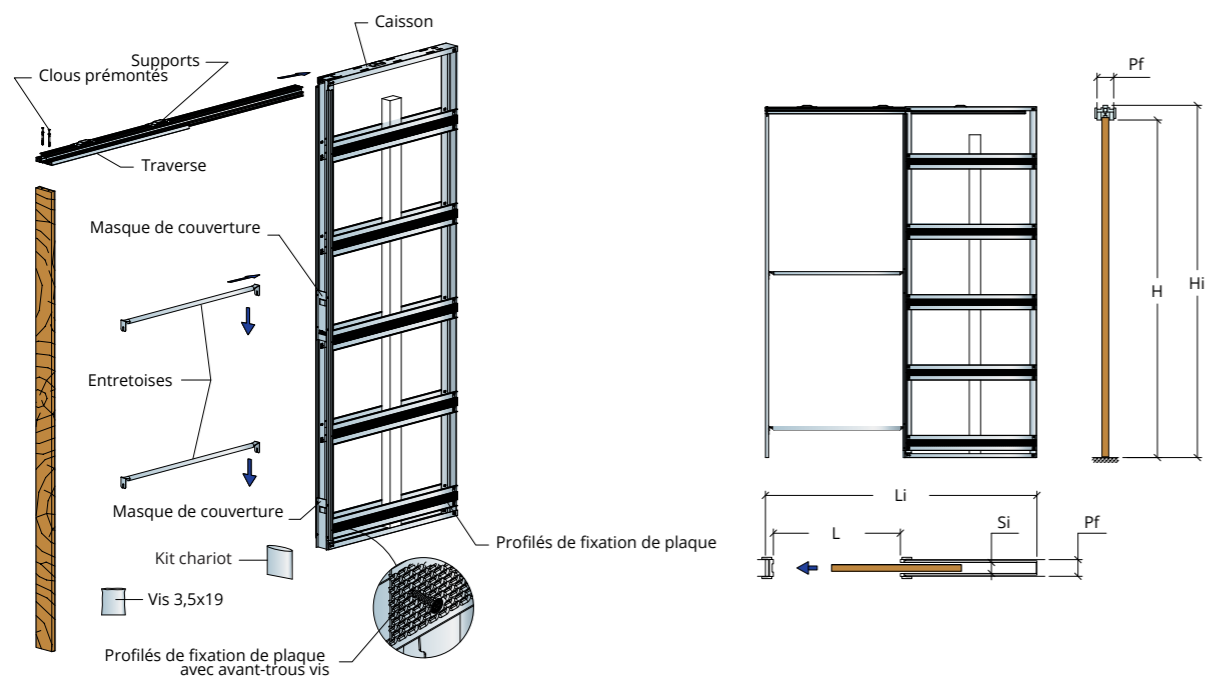 Caisson
Supports
Clous prémontés
Traverse
Masque de couverture
Entretoises
Masque de couverture
Profilés de fixation de plaque
Kit chariot
Vis 3,5x19
Profilés de fixation de plaque
avec avant-trous vis
Pf
H
Hi
Li
L
Si
Pf